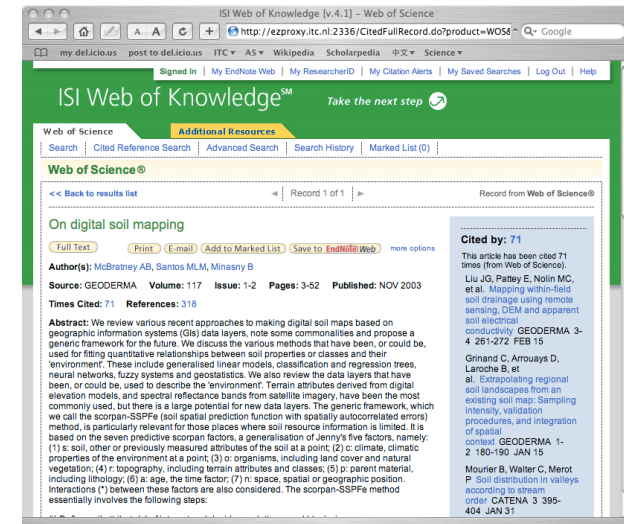 ISI Web of Knowledge [v.4.1] – Web of Science
A A C + http://ezproxy.itc.nl:2336/CitedFullRecord.do?product=WOS& Google
my del.icio.us post to del.icio.us ITC AS Wikipedia Scholarpedia 中文 Science
Signed In | My EndNote Web | My ResearcherID | My Citation Alerts | My Saved Searches | Log Out | Help
ISI Web of Knowledge℠ Take the next step
Web of Science Additional Resources
Search Cited Reference Search Advanced Search Search History Marked List (0)
Web of Science®
<< Back to results list Record 1 of 1 Record from Web of Science®
On digital soil mapping
Full Text Print E-mail Add to Marked List Save to EndNote Web more options
Author(s): McBratney AB, Santos MLM, Minasny B
Source: GEODERMA Volume: 117 Issue: 1-2 Pages: 3-52 Published: NOV 2003
Times Cited: 71 References: 318
Abstract: We review various recent approaches to making digital soil maps based on
geographic information systems (GIs) data layers, note some commonalities and propose a
generic framework for the future. We discuss the various methods that have been, or could be,
used for fitting quantitative relationships between soil properties or classes and their
'environment'. These include generalised linear models, classification and regression trees,
neural networks, fuzzy systems and geostatistics. We also review the data layers that have
been, or could be, used to describe the 'environment'. Terrain attributes derived from digital
elevation models, and spectral reflectance bands from satellite imagery, have been the most
commonly used, but there is a large potential for new data layers. The generic framework, which
we call the scorpan-SSPFe (soil spatial prediction function with spatially autocorrelated errors)
method, is particularly relevant for those places where soil resource information is limited. It is
based on the seven predictive scorpan factors, a generalisation of Jenny's five factors, namely:
(1) s: soil, other or previously measured attributes of the soil at a point; (2) c: climate, climatic
properties of the environment at a point; (3) o: organisms, including land cover and natural
vegetation; (4) r: topography, including terrain attributes and classes; (5) p: parent material,
including lithology; (6) a: age, the time factor; (7) n: space, spatial or geographic position.
Interactions (*) between these factors are also considered. The scorpan-SSPFe method
essentially involves the following steps:
Cited by: 71
This article has been cited 71
times (from Web of Science).
Liu JG, Pattey E, Nolin MC,
et al. Mapping within-field
soil drainage using remote
sensing, DEM and apparent
soil electrical
conductivity GEODERMA 3-
4 261-272 FEB 15
Grinand C, Arrouays D,
Laroche B, et
al. Extrapolating regional
soil landscapes from an
existing soil map: Sampling
intensity, validation
procedures, and integration
of spatial
context GEODERMA 1-
2 180-190 JAN 15
Mourier B, Walter C, Merot
P Soil distribution in valleys
according to stream
order CATENA 3 395-
404 JAN 31